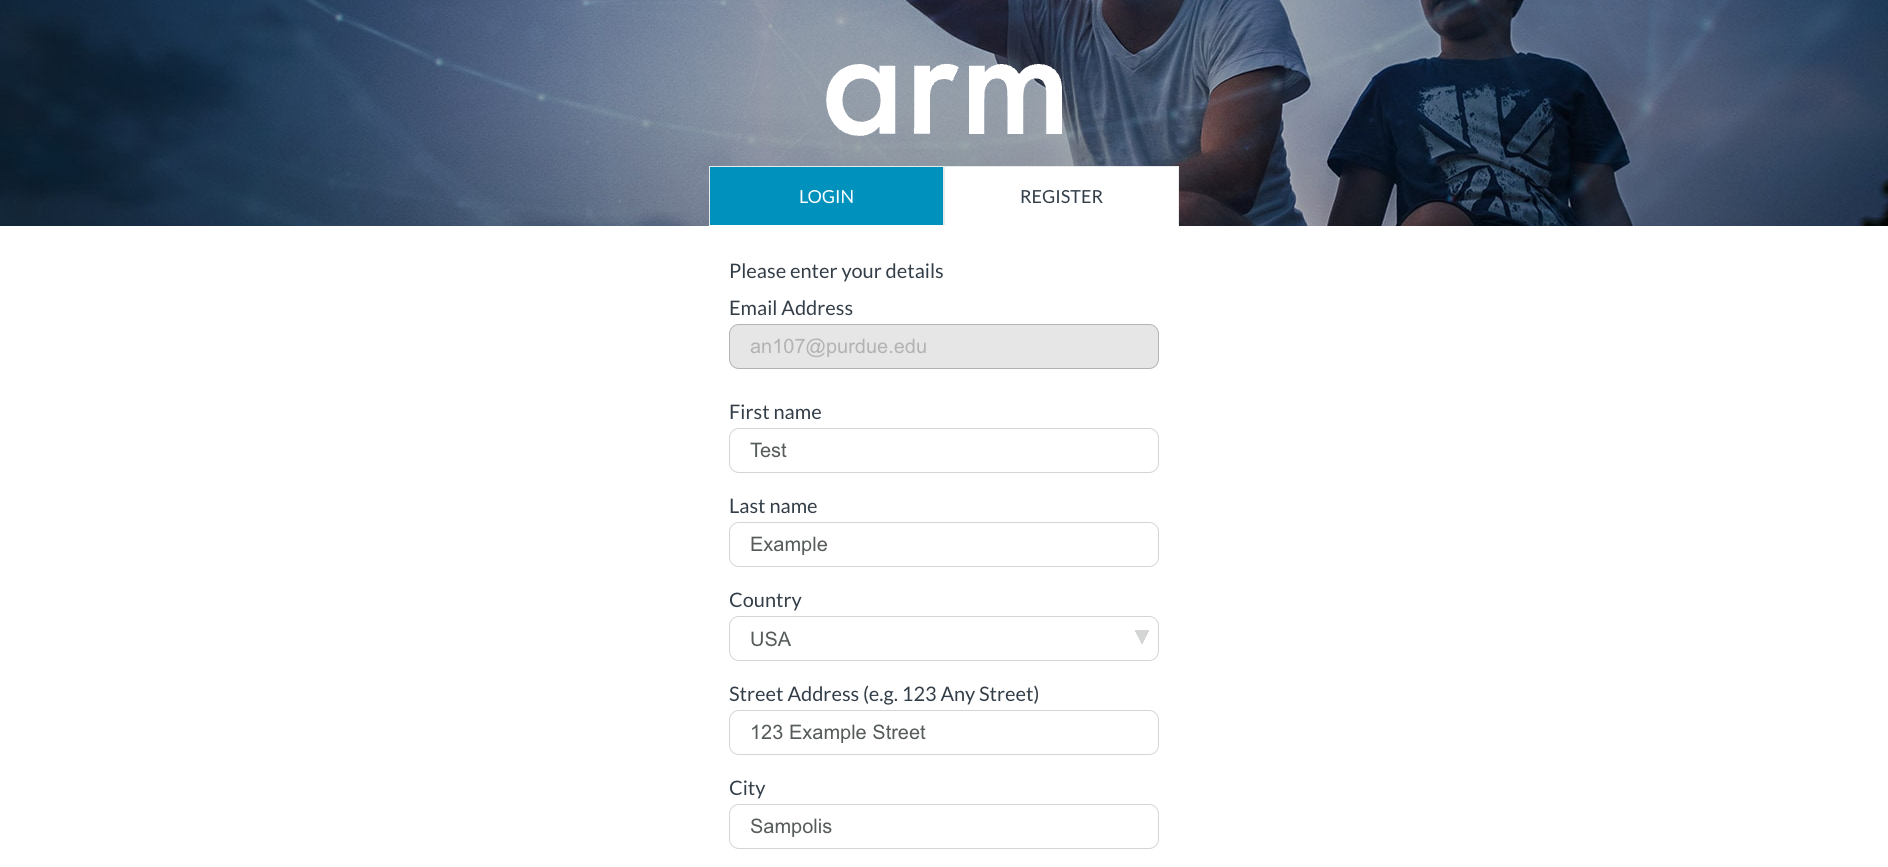 arm
LOGIN
REGISTER
Please enter your details
Email Address
an107@purdue.edu
First name
Test
Last name
Example
Country
USA
Street Address (e.g. 123 Any Street)
123 Example Street
City
Sampolis